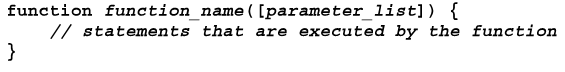 function function_name([parameter_list]) {
    // statements that are executed by the function
}